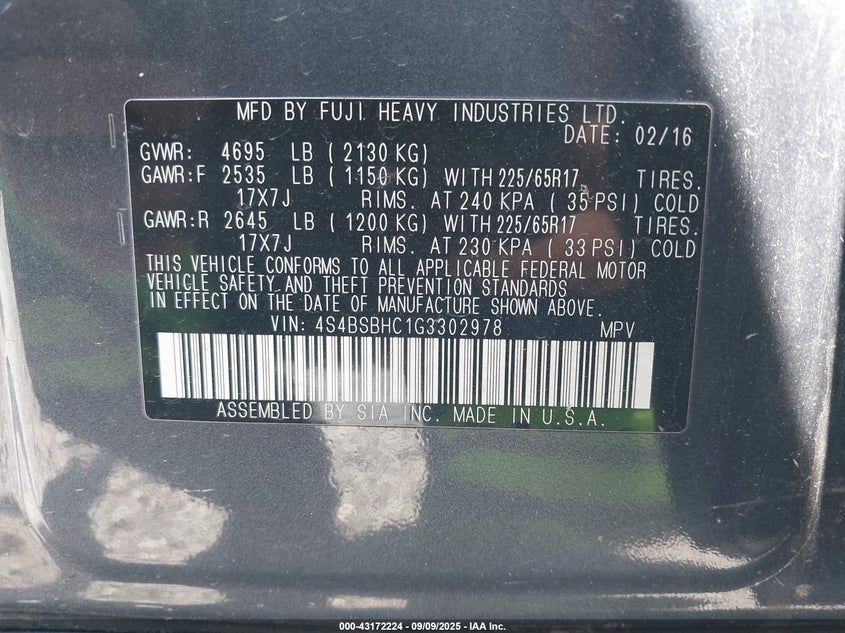 MFD BY FUJI HEAVY INDUSTRIES LTD.
DATE: 02/16
GVWR: 4695 LB ( 2130 KG)
GAWR:F 2535 LB ( 1150 KG) WITH 225/65R17 TIRES.
17X7J RIMS. AT 240 KPA ( 35 PSI) COLD
GAWR:R 2645 LB ( 1200 KG) WITH 225/65R17 TIRES.
17X7J RIMS. AT 230 KPA ( 33 PSI) COLD
THIS VEHICLE CONFORMS TO ALL APPLICABLE FEDERAL MOTOR
VEHICLE SAFETY AND THEFT PREVENTION STANDARDS
IN EFFECT ON THE DATE OF MANUFACTURE SHOWN ABOVE.
VIN: 4S4BSBHC1G3302978 MPV
ASSEMBLED BY SIA INC. MADE IN U.S.A.
000-43172224 - 09/09/2025 - IAA Inc.